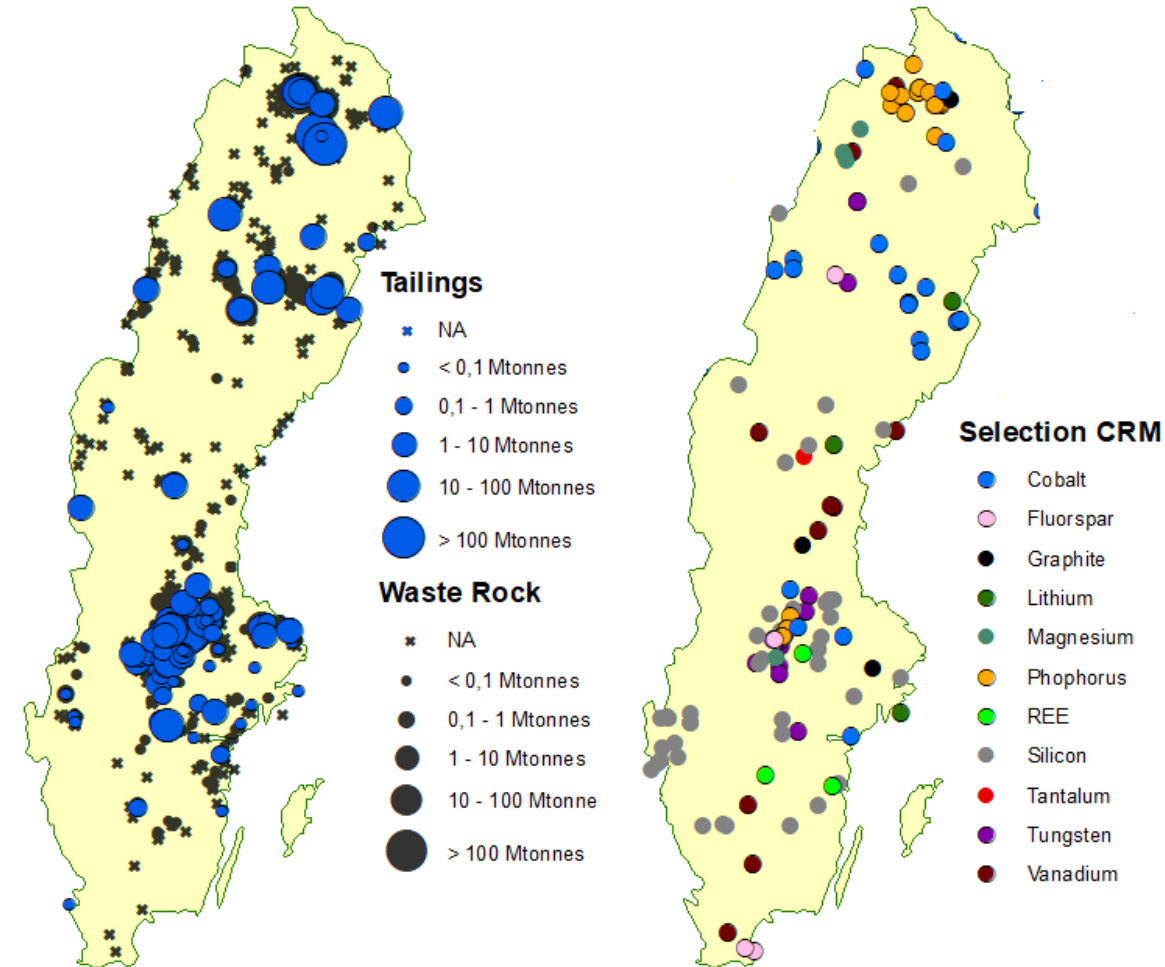 Tailings
NA
< 0,1 Mtonnes
0,1 - 1 Mtonnes
1 - 10 Mtonnes
10 - 100 Mtonnes
> 100 Mtonnes
Waste Rock
NA
< 0,1 Mtonnes
0,1 - 1 Mtonnes
1 - 10 Mtonnes
10 - 100 Mtonne
> 100 Mtonnes
Selection CRM
Cobalt
Fluorspar
Graphite
Lithium
Magnesium
Phophorus
REE
Silicon
Tantalum
Tungsten
Vanadium